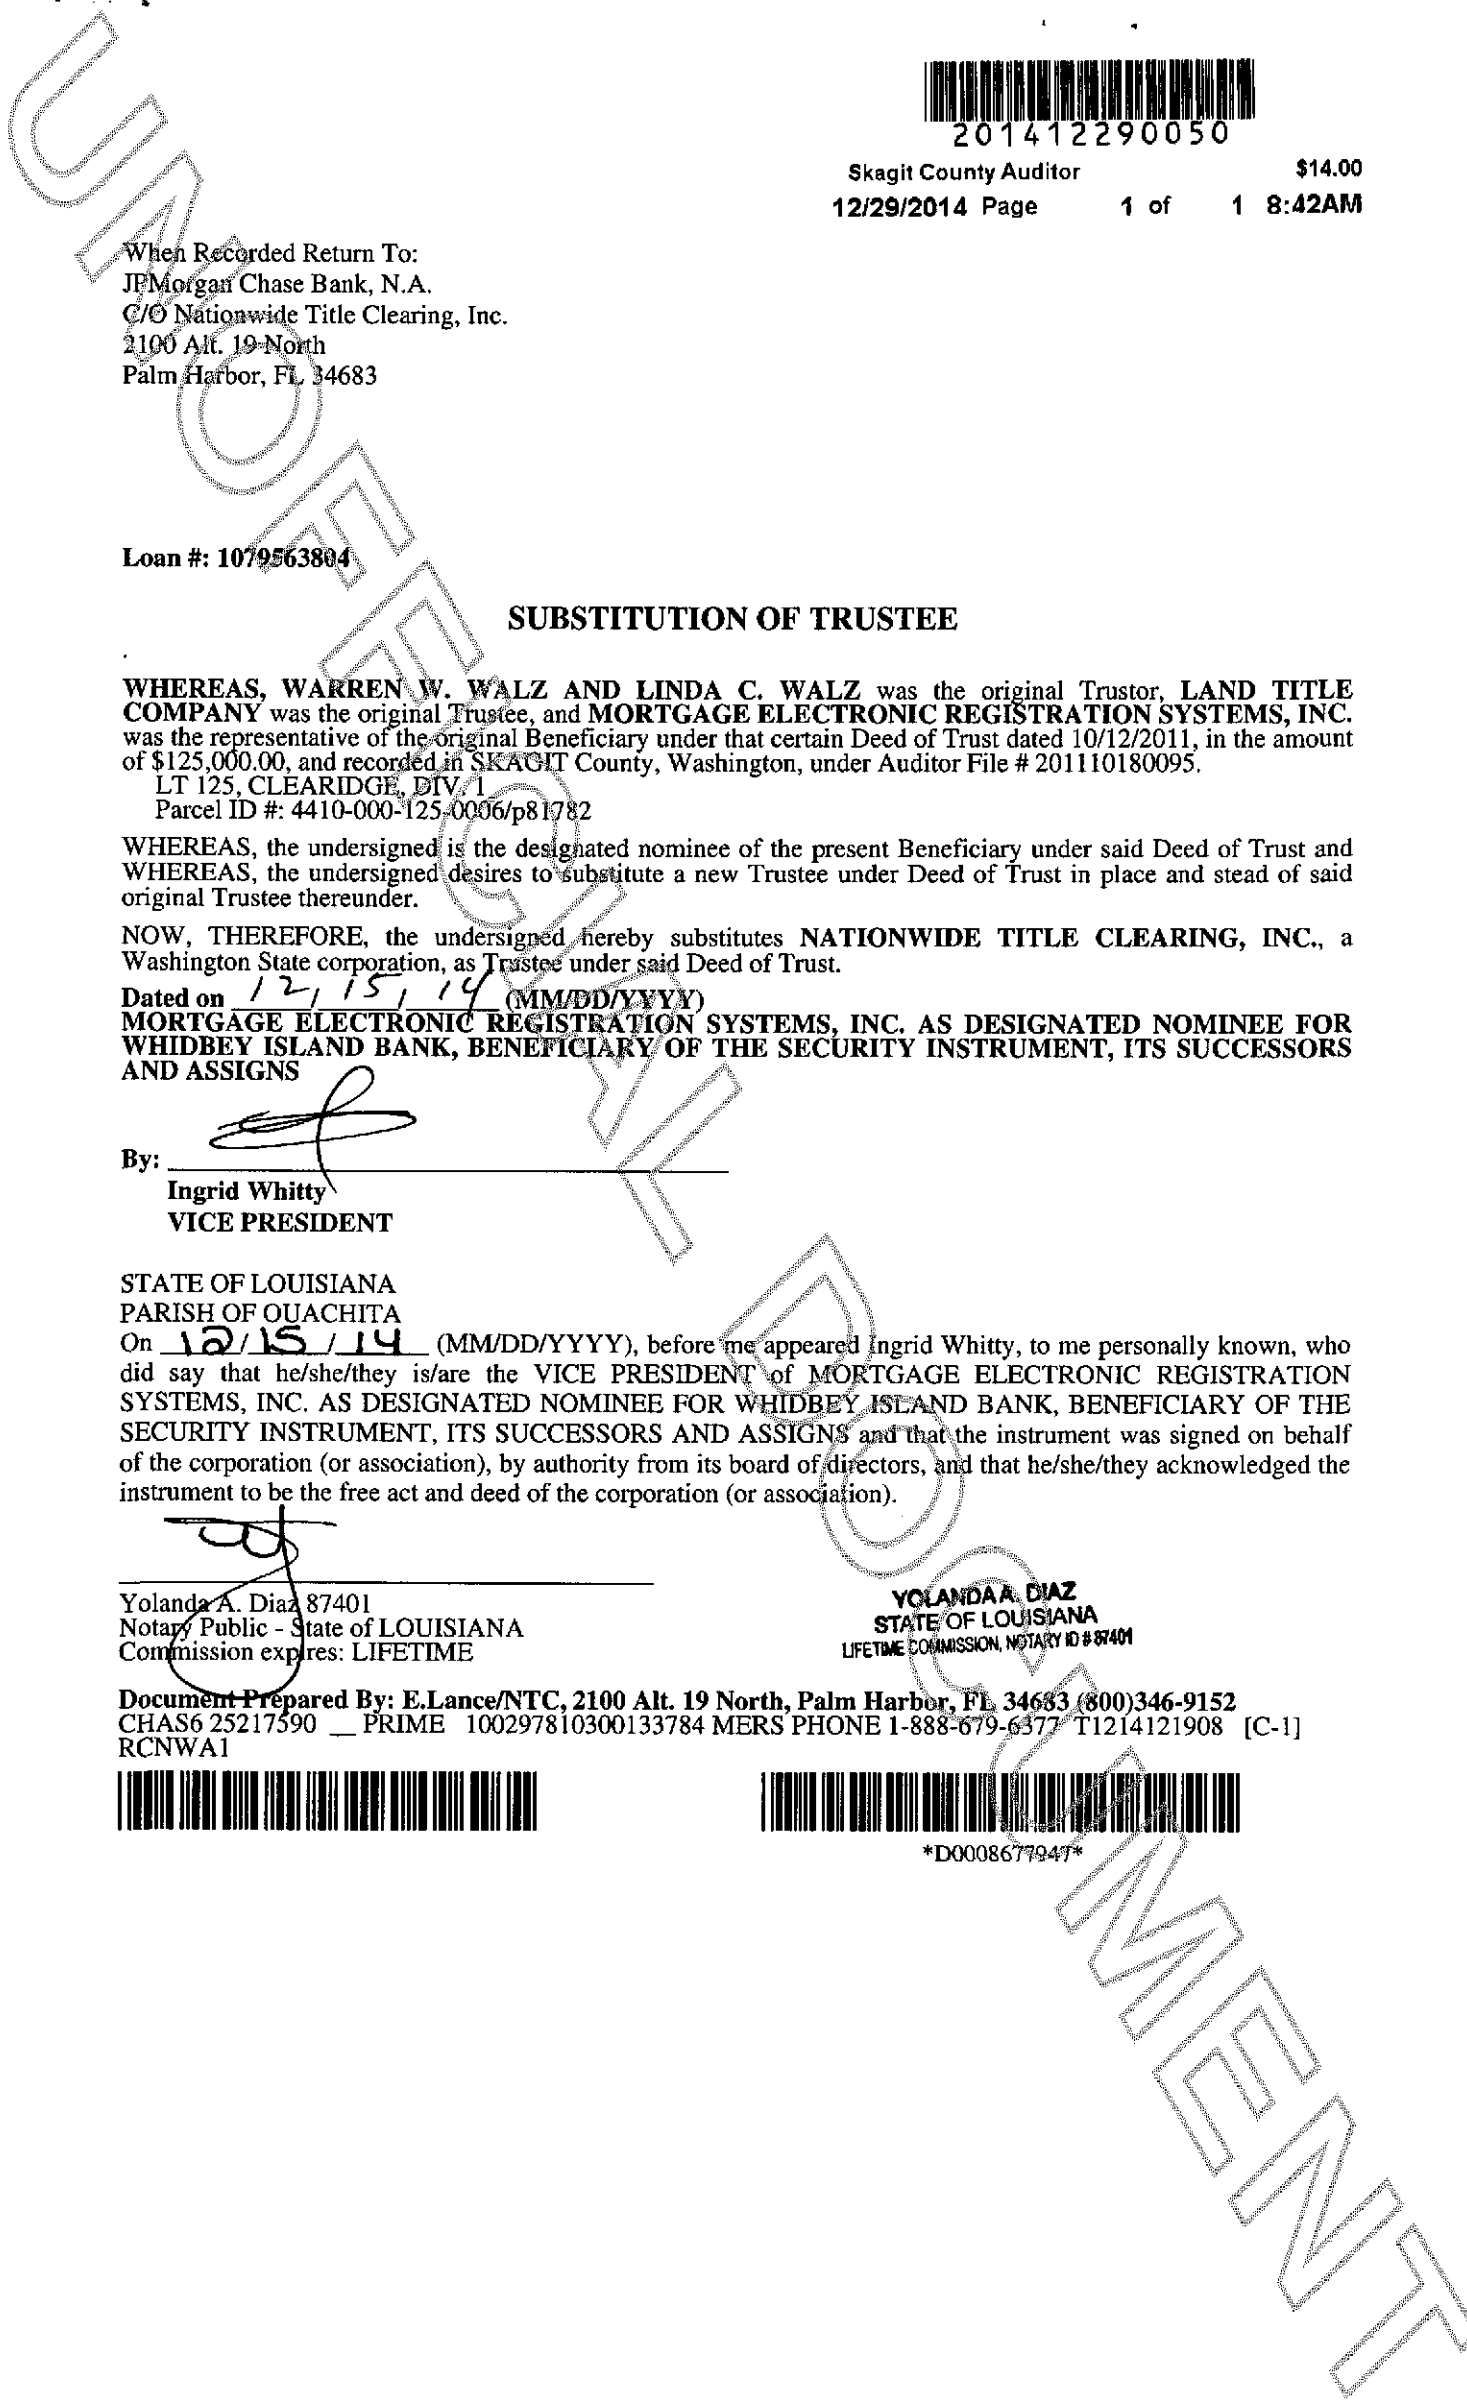 201412290050
Skagit County Auditor $14.00
12/29/2014 Page 1 of 1 8:42AM
When Recorded Return To:
JPMorgan Chase Bank, N.A.
C/O Nationwide Title Clearing, Inc.
2100 Alt. 19 North
Palm Harbor, FL 34683
Loan #: 1079563804
SUBSTITUTION OF TRUSTEE
WHEREAS, WARREN W. WALZ AND LINDA C. WALZ was the original Trustor, LAND TITLE
COMPANY was the original Trustee, and MORTGAGE ELECTRONIC REGISTRATION SYSTEMS, INC.
was the representative of the original Beneficiary under that certain Deed of Trust dated 10/12/2011, in the amount
of $125,000.00, and recorded in SKAGIT County, Washington, under Auditor File # 201110180095.
LT 125, CLEARIDGE, DIV. 1
Parcel ID #: 4410-000-125-0006/p81782
WHEREAS, the undersigned is the designated nominee of the present Beneficiary under said Deed of Trust and
WHEREAS, the undersigned desires to substitute a new Trustee under Deed of Trust in place and stead of said
original Trustee thereunder.
NOW, THEREFORE, the undersigned hereby substitutes NATIONWIDE TITLE CLEARING, INC., a
Washington State corporation, as Trustee under said Deed of Trust.
Dated on 12/15/14 (MM/DD/YYYY)
MORTGAGE ELECTRONIC REGISTRATION SYSTEMS, INC. AS DESIGNATED NOMINEE FOR
WHIDBEY ISLAND BANK, BENEFICIARY OF THE SECURITY INSTRUMENT, ITS SUCCESSORS
AND ASSIGNS
By:
Ingrid Whitty
VICE PRESIDENT
STATE OF LOUISIANA
PARISH OF OUACHITA
On 12/15/14 (MM/DD/YYYY), before me appeared Ingrid Whitty, to me personally known, who
did say that he/she/they is/are the VICE PRESIDENT of MORTGAGE ELECTRONIC REGISTRATION
SYSTEMS, INC. AS DESIGNATED NOMINEE FOR WHIDBEY ISLAND BANK, BENEFICIARY OF THE
SECURITY INSTRUMENT, ITS SUCCESSORS AND ASSIGNS and that the instrument was signed on behalf
of the corporation (or association), by authority from its board of directors, and that he/she/they acknowledged the
instrument to be the free act and deed of the corporation (or association).
Yolanda A. Diaz 87401
Notary Public - State of LOUISIANA
Commission expires: LIFETIME
YOLANDA A. DIAZ
STATE OF LOUISIANA
LIFETIME COMMISSION, NOTARY ID # 87401
Document Prepared By: E.Lance/NTC, 2100 Alt. 19 North, Palm Harbor, FL 34683 (800)346-9152
CHAS6 25217590 __ PRIME 100297810300133784 MERS PHONE 1-888-679-6377 T1214121908 [C-1]
RCNWA1
*D0008677947*
UNOFFICIAL DOCUMENT